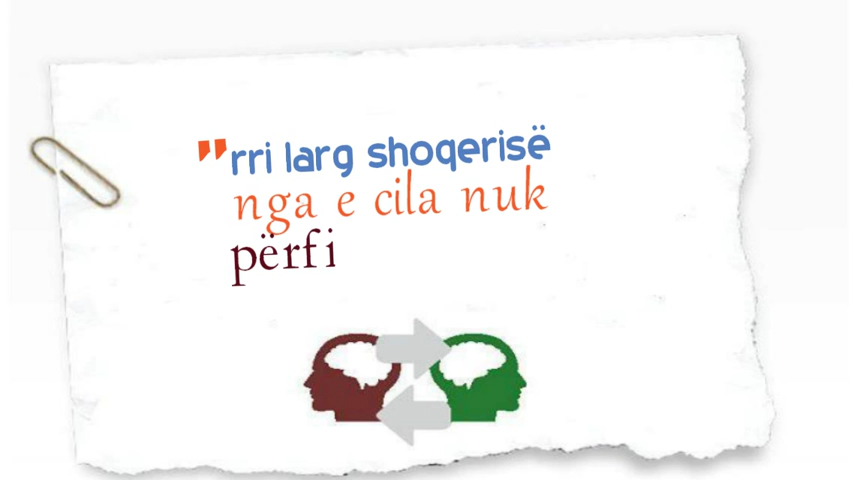 "rri larg shoqerisë
nga e cila nuk
përfi